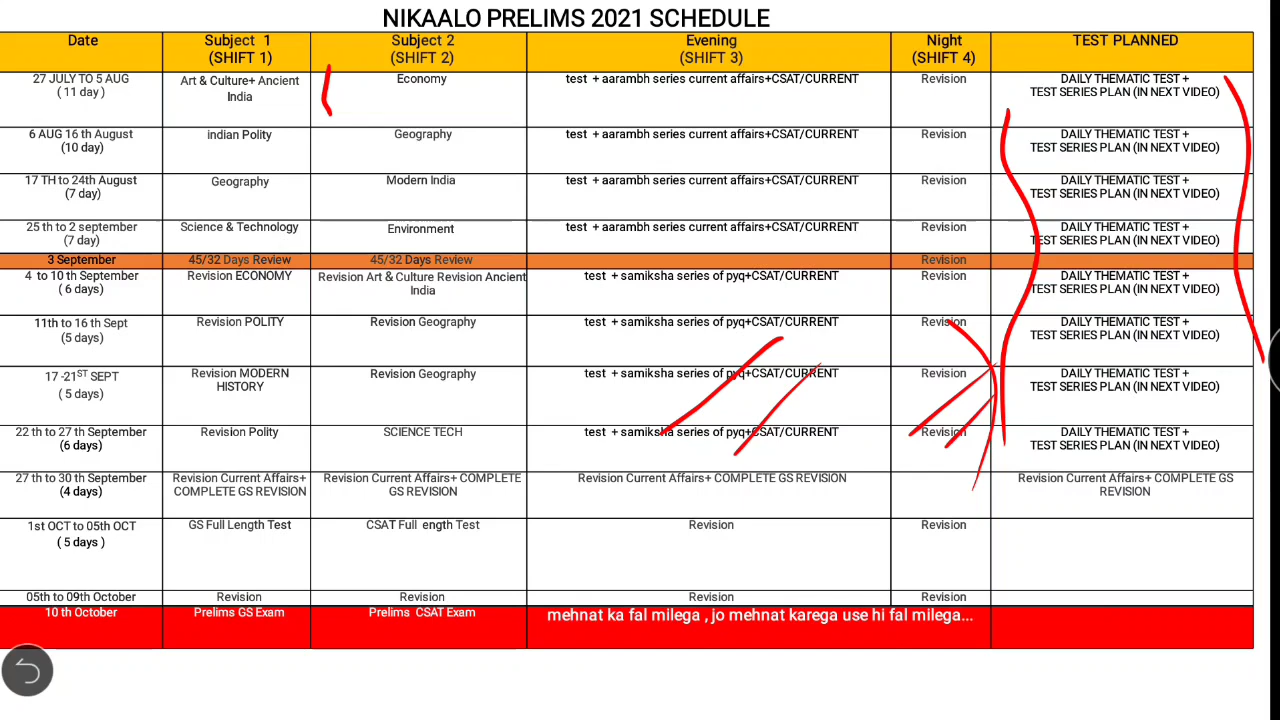 NIKAALO PRELIMS 2021 SCHEDULE
Date Subject 1 Subject 2 Evening Night TEST PLANNED
(SHIFT 1) (SHIFT 2) (SHIFT 3) (SHIFT 4)
27 JULY TO 5 AUG Art & Culture+ Ancient Economy test + aarambh series current affairs+CSAT/CURRENT Revision DAILY THEMATIC TEST +
( 11 day ) India TEST SERIES PLAN (IN NEXT VIDEO)
6 AUG 16 th August indian Polity Geography test + aarambh series current affairs+CSAT/CURRENT Revision DAILY THEMATIC TEST +
(10 day) TEST SERIES PLAN (IN NEXT VIDEO)
17 TH to 24th August Geography Modern India test + aarambh series current affairs+CSAT/CURRENT Revision DAILY THEMATIC TEST +
(7 day) TEST SERIES PLAN (IN NEXT VIDEO)
25 th to 2 september Science & Technology Environment test + aarambh series current affairs+CSAT/CURRENT Revision DAILY THEMATIC TEST +
(7 day) TEST SERIES PLAN (IN NEXT VIDEO)
3 September 45/32 Days Review 45/32 Days Review Revision
4 to 10th September Revision ECONOMY Revision Art & Culture Revision Ancient test + samiksha series of pyq+CSAT/CURRENT Revision DAILY THEMATIC TEST +
( 6 days) India TEST SERIES PLAN (IN NEXT VIDEO)
11th to 16 th Sept Revision POLITY Revision Geography test + samiksha series of pyq+CSAT/CURRENT Revision DAILY THEMATIC TEST +
(5 days) TEST SERIES PLAN (IN NEXT VIDEO)
17 -21ST SEPT Revision MODERN Revision Geography test + samiksha series of pyq+CSAT/CURRENT Revision DAILY THEMATIC TEST +
( 5 days) HISTORY TEST SERIES PLAN (IN NEXT VIDEO)
22 th to 27 th September Revision Polity SCIENCE TECH test + samiksha series of pyq+CSAT/CURRENT Revision DAILY THEMATIC TEST +
(6 days) TEST SERIES PLAN (IN NEXT VIDEO)
27 th to 30 th September Revision Current Affairs+ Revision Current Affairs+ COMPLETE Revision Current Affairs+ COMPLETE GS REVISION Revision Current Affairs+ COMPLETE GS
(4 days) COMPLETE GS REVISION GS REVISION REVISION
1st OCT to 05th OCT GS Full Length Test CSAT Full ength Test Revision Revision
( 5 days )
05th to 09th October Revision Revision Revision Revision
10 th October Prelims GS Exam Prelims CSAT Exam mehnat ka fal milega , jo mehnat karega use hi fal milega...